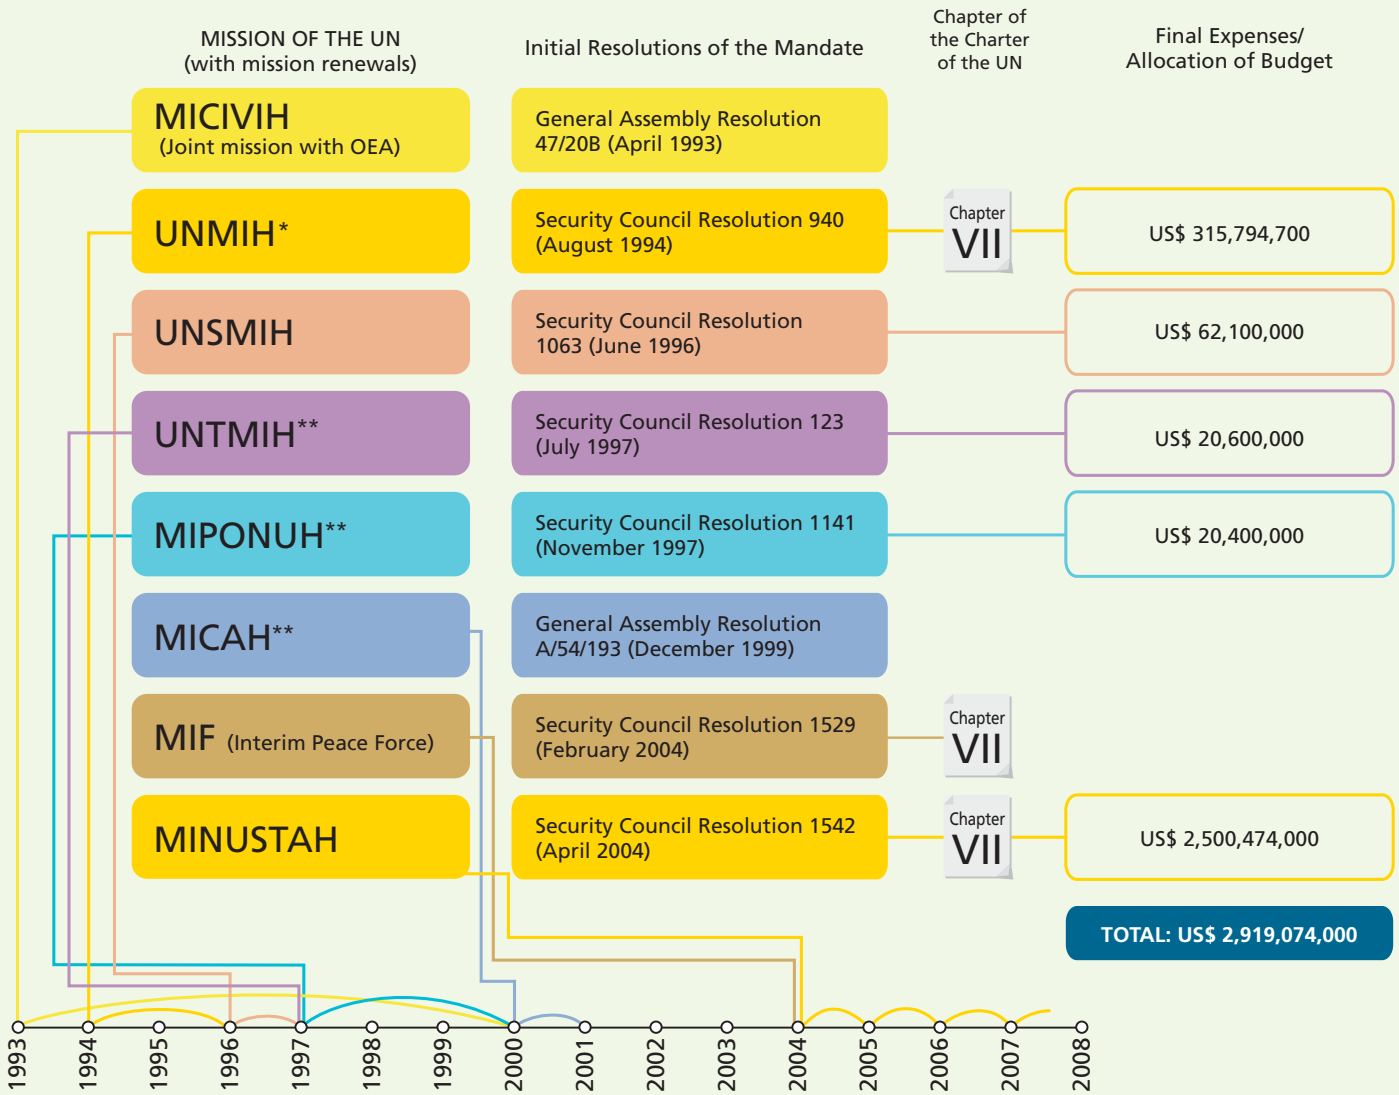 MISSION OF THE UN
(with mission renewals)
Initial Resolutions of the Mandate
Chapter of
the Charter
of the UN
Final Expenses/
Allocation of Budget
MICIVIH
(Joint mission with OEA)
General Assembly Resolution
47/20B (April 1993)
UNMIH*
Security Council Resolution 940
(August 1994)
Chapter
VII
US$ 315,794,700
UNSMIH
Security Council Resolution
1063 (June 1996)
US$ 62,100,000
UNTMIH**
Security Council Resolution 123
(July 1997)
US$ 20,600,000
MIPONUH**
Security Council Resolution 1141
(November 1997)
US$ 20,400,000
MICAH**
General Assembly Resolution
A/54/193 (December 1999)
MIF (Interim Peace Force)
Security Council Resolution 1529
(February 2004)
Chapter
VII
MINUSTAH
Security Council Resolution 1542
(April 2004)
Chapter
VII
US$ 2,500,474,000
TOTAL: US$ 2,919,074,000
1993
1994
1995
1996
1997
1998
1999
2000
2001
2002
2003
2004
2005
2006
2007
2008